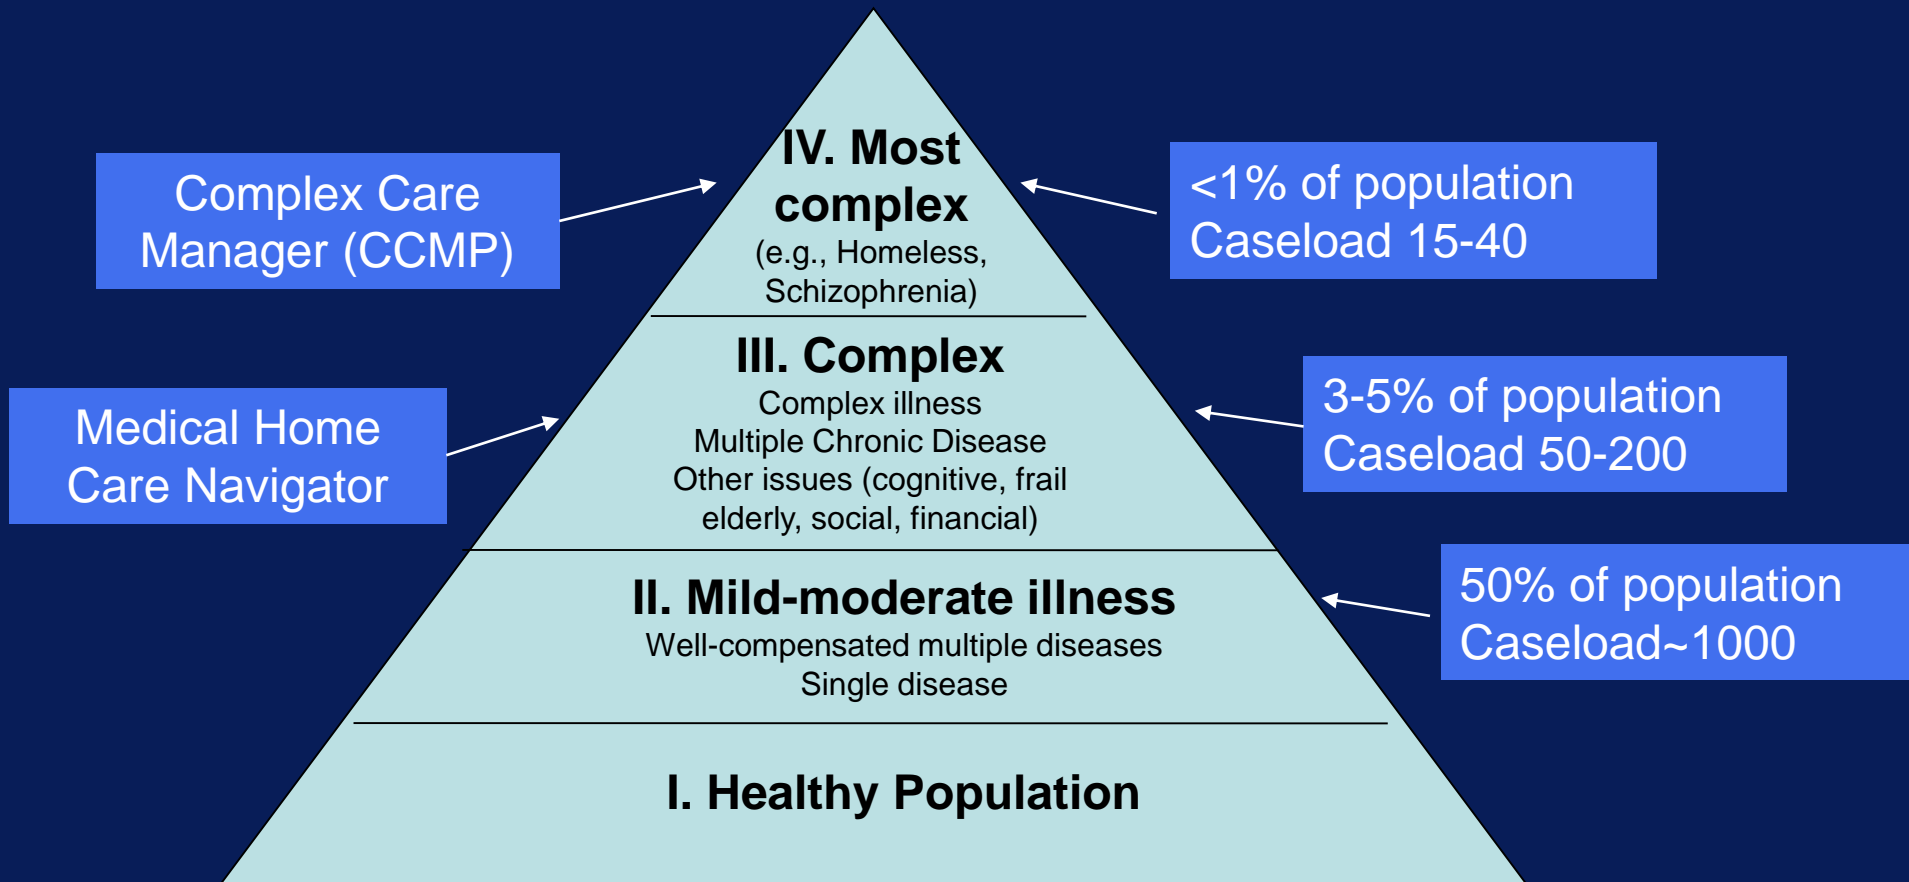 IV. Most
complex
(e.g., Homeless,
Schizophrenia)
Complex Care
Manager (CCMP)
<1% of population
Caseload 15-40
III. Complex
Complex illness
Multiple Chronic Disease
Other issues (cognitive, frail
elderly, social, financial)
Medical Home
Care Navigator
3-5% of population
Caseload 50-200
II. Mild-moderate illness
Well-compensated multiple diseases
Single disease
50% of population
Caseload~1000
I. Healthy Population